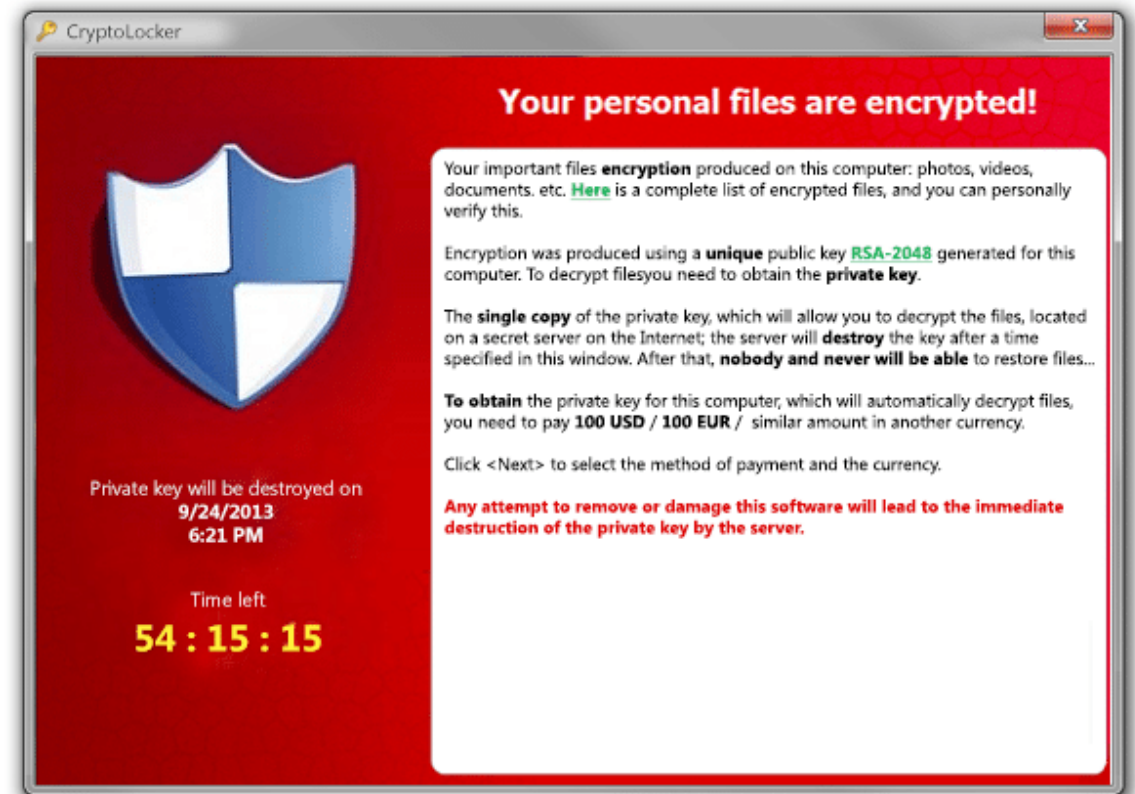 CryptoLocker
Your personal files are encrypted!
Your important files encryption produced on this computer: photos, videos,
documents. etc. Here is a complete list of encrypted files, and you can personally
verify this.
Encryption was produced using a unique public key RSA-2048 generated for this
computer. To decrypt filesyou need to obtain the private key.
The single copy of the private key, which will allow you to decrypt the files, located
on a secret server on the Internet; the server will destroy the key after a time
specified in this window. After that, nobody and never will be able to restore files...
To obtain the private key for this computer, which will automatically decrypt files,
you need to pay 100 USD / 100 EUR / similar amount in another currency.
Click <Next> to select the method of payment and the currency.
Any attempt to remove or damage this software will lead to the immediate
destruction of the private key by the server.
Private key will be destroyed on
9/24/2013
6:21 PM
Time left
54 : 15 : 15